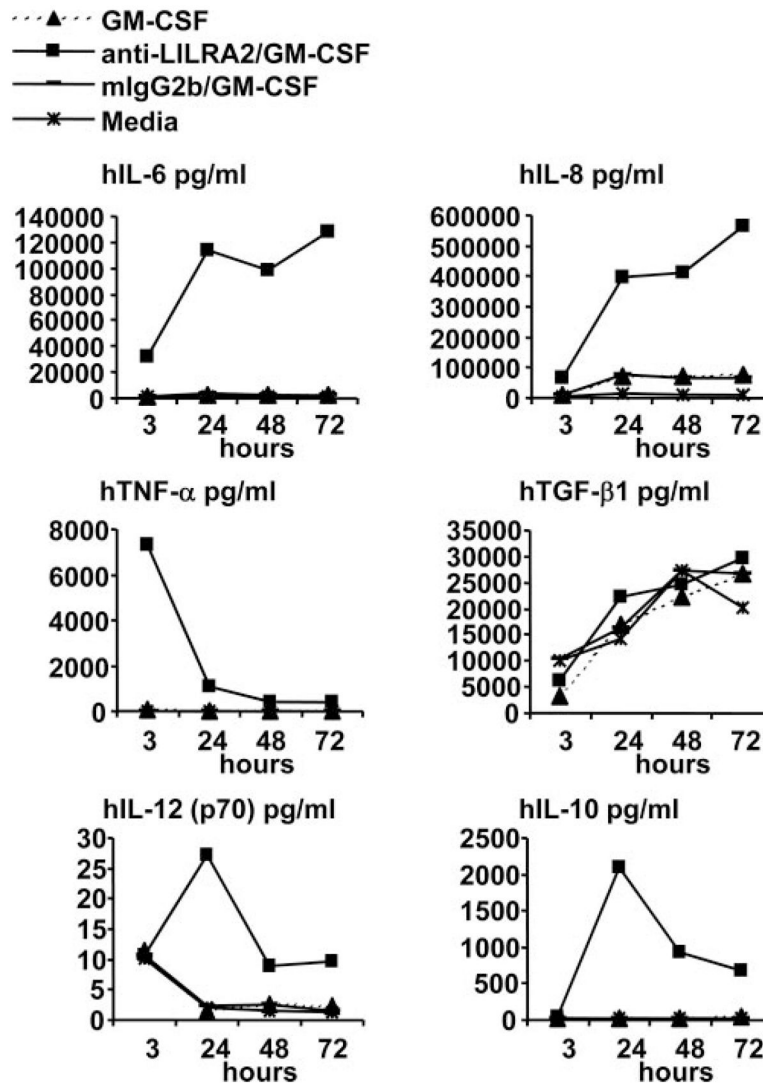 GM-CSF
anti-LILRA2/GM-CSF
mIgG2b/GM-CSF
Media
hIL-6 pg/ml
140000
120000
100000
80000
60000
40000
20000
0
3 24 48 72
hours
hIL-8 pg/ml
600000
500000
400000
300000
200000
100000
0
3 24 48 72
hours
hTNF-α pg/ml
8000
6000
4000
2000
0
3 24 48 72
hours
hTGF-β1 pg/ml
35000
30000
25000
20000
15000
10000
5000
0
3 24 48 72
hours
hIL-12 (p70) pg/ml
30
25
20
15
10
5
0
3 24 48 72
hours
hIL-10 pg/ml
2500
2000
1500
1000
500
0
3 24 48 72
hours